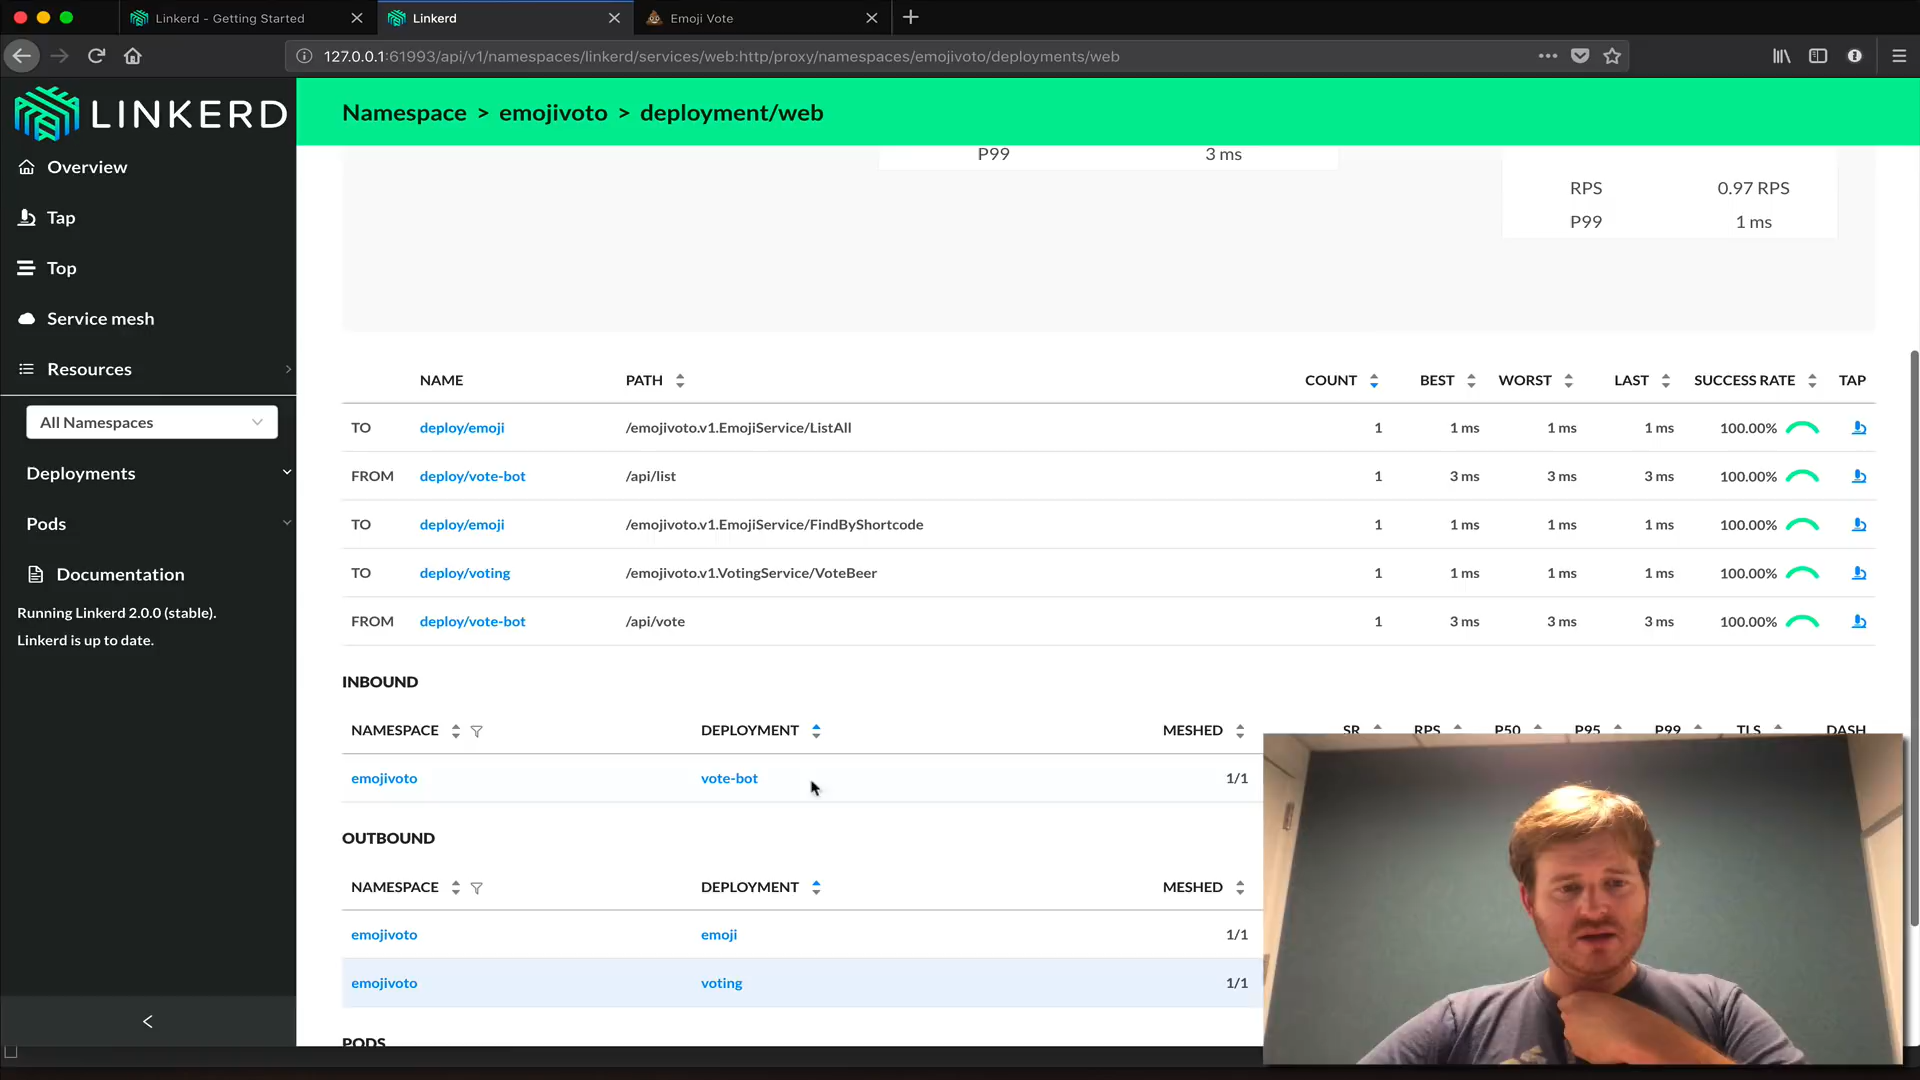 Linkerd - Getting Started
Linkerd
Emoji Vote
127.0.0.1:61993/api/v1/namespaces/linkerd/services/web:http/proxy/namespaces/emojivoto/deployments/web
LINKERD
Namespace > emojivoto > deployment/web
Overview
Tap
Top
Service mesh
Resources
All Namespaces
Deployments
Pods
Documentation
Running Linkerd 2.0.0 (stable).
Linkerd is up to date.
P99 3 ms
RPS 0.97 RPS
P99 1 ms
NAME PATH COUNT BEST WORST LAST SUCCESS RATE TAP
TO deploy/emoji /emojivoto.v1.EmojiService/ListAll 1 1 ms 1 ms 1 ms 100.00%
FROM deploy/vote-bot /api/list 1 3 ms 3 ms 3 ms 100.00%
TO deploy/emoji /emojivoto.v1.EmojiService/FindByShortcode 1 1 ms 1 ms 1 ms 100.00%
TO deploy/voting /emojivoto.v1.VotingService/VoteBeer 1 1 ms 1 ms 1 ms 100.00%
FROM deploy/vote-bot /api/vote 1 3 ms 3 ms 3 ms 100.00%
INBOUND
NAMESPACE DEPLOYMENT MESHED SR RPS P50 P95 P99 TLS DASH
emojivoto vote-bot 1/1
OUTBOUND
NAMESPACE DEPLOYMENT MESHED
emojivoto emoji 1/1
emojivoto voting 1/1
PODS